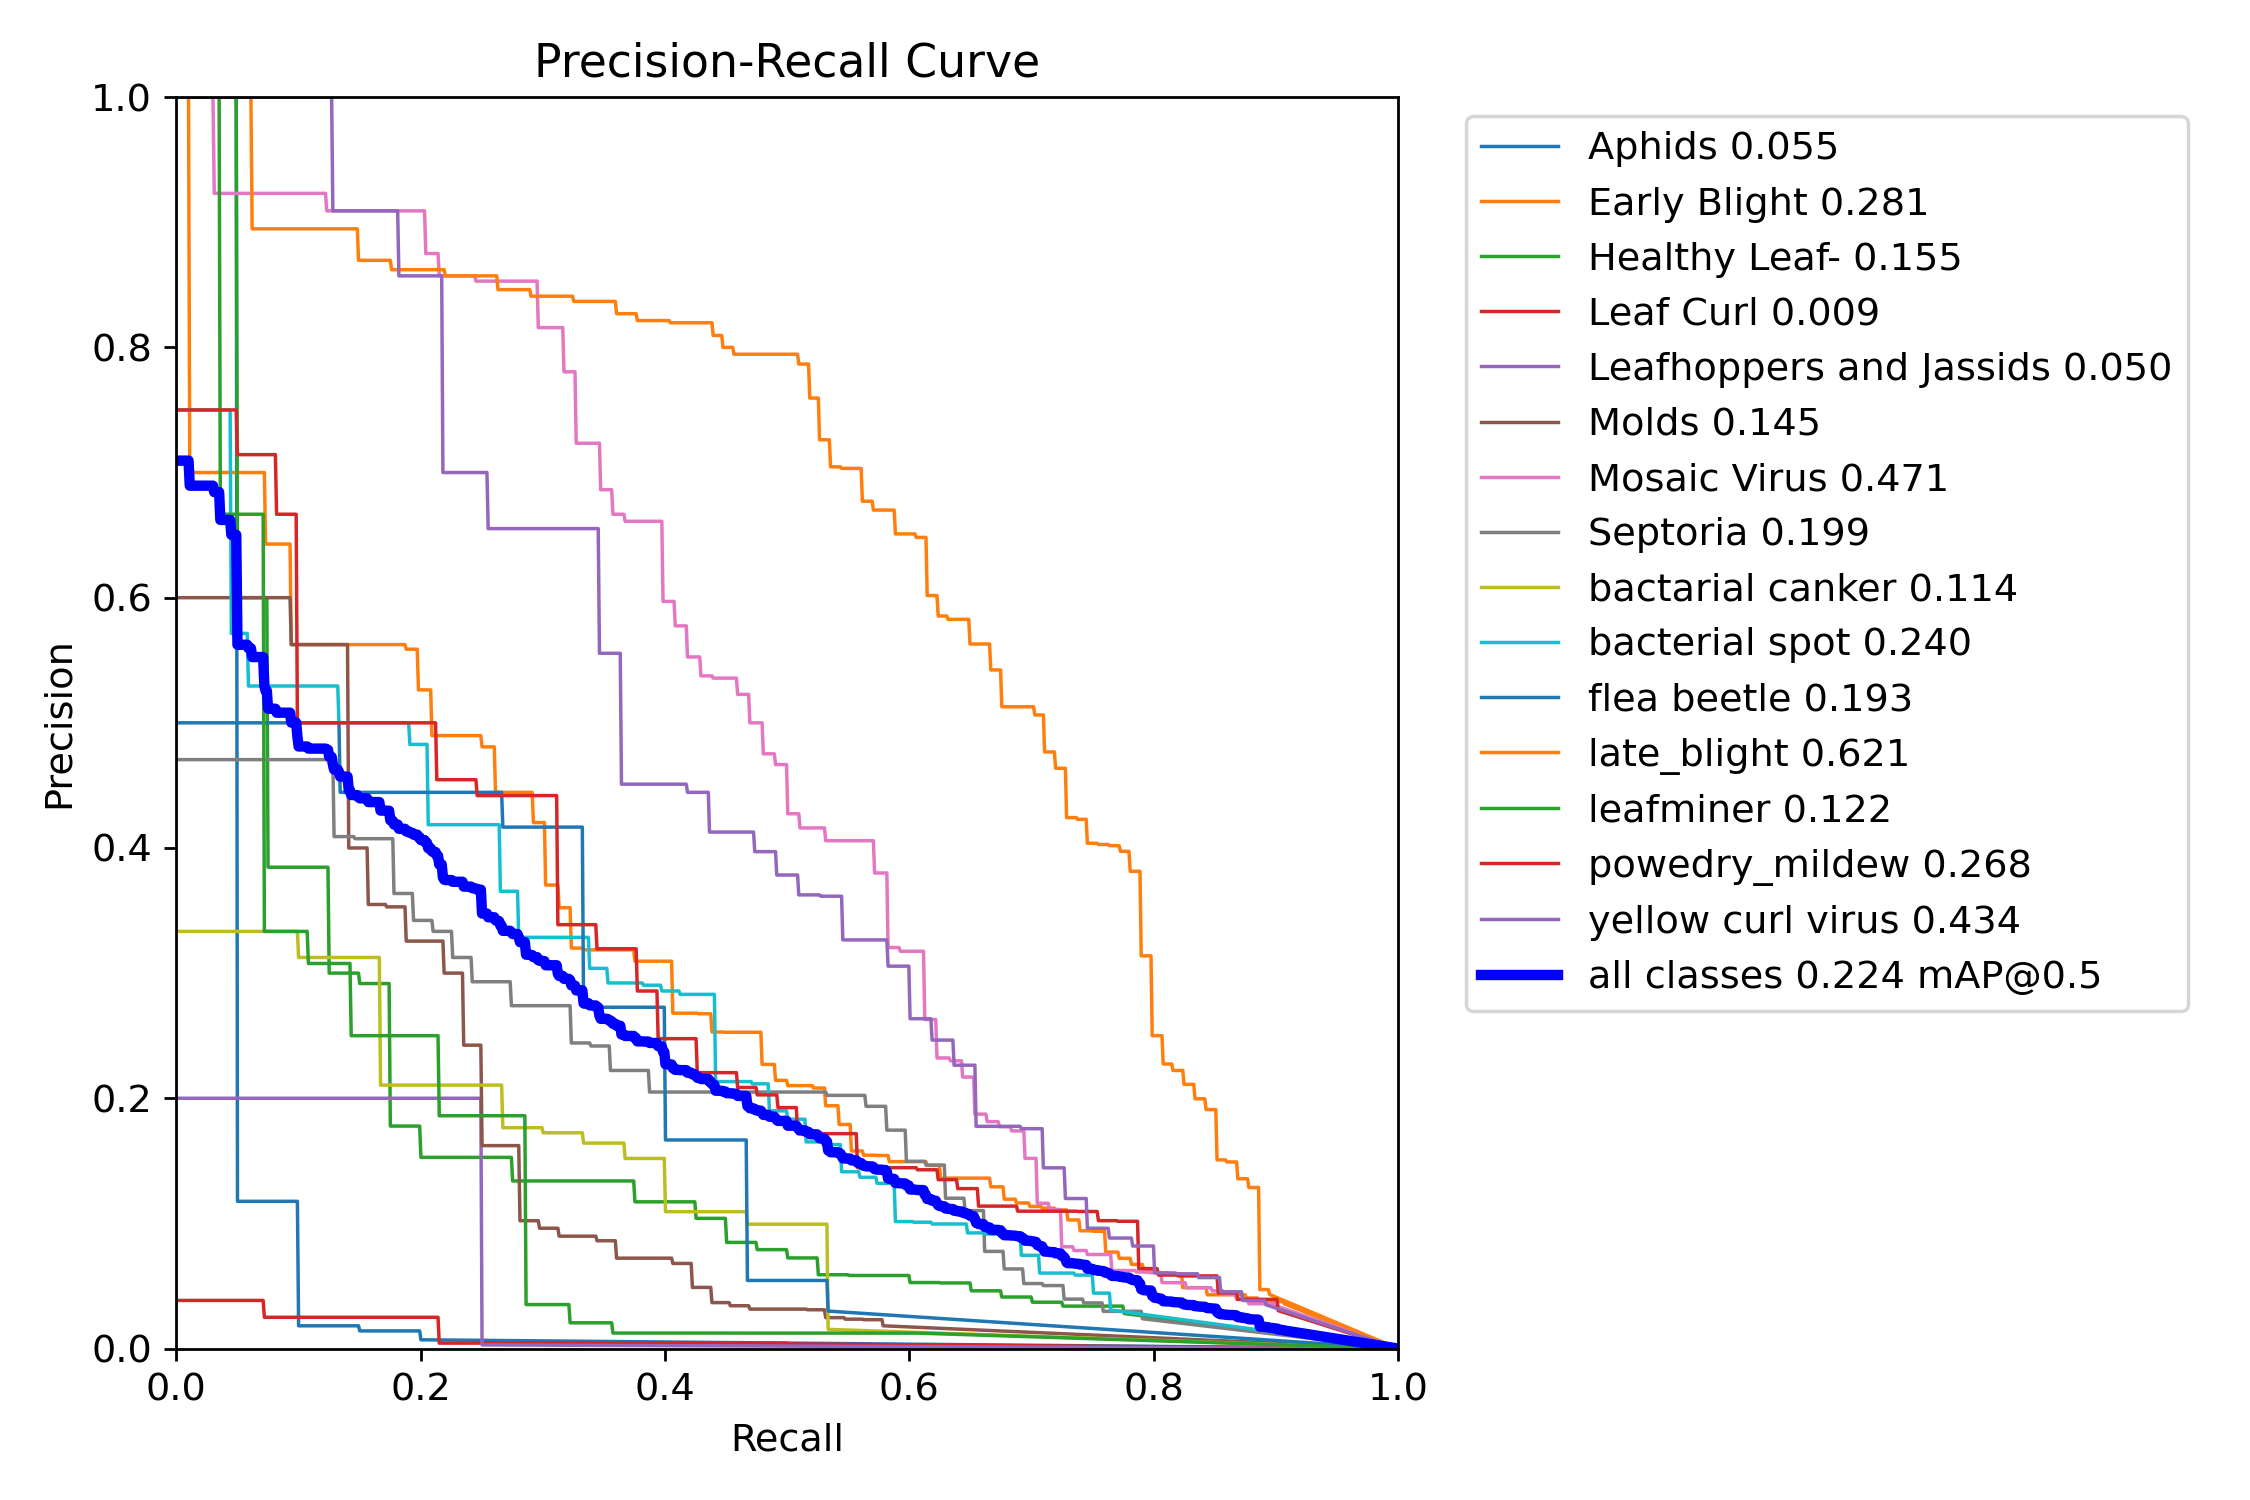 Precision-Recall Curve
1.0
0.8
0.6
0.4
0.2
0.0
Precision
0.0 0.2 0.4 0.6 0.8 1.0
Recall
Aphids 0.055
Early Blight 0.281
Healthy Leaf- 0.155
Leaf Curl 0.009
Leafhoppers and Jassids 0.050
Molds 0.145
Mosaic Virus 0.471
Septoria 0.199
bactarial canker 0.114
bacterial spot 0.240
flea beetle 0.193
late_blight 0.621
leafminer 0.122
powedry_mildew 0.268
yellow curl virus 0.434
all classes 0.224 mAP@0.5